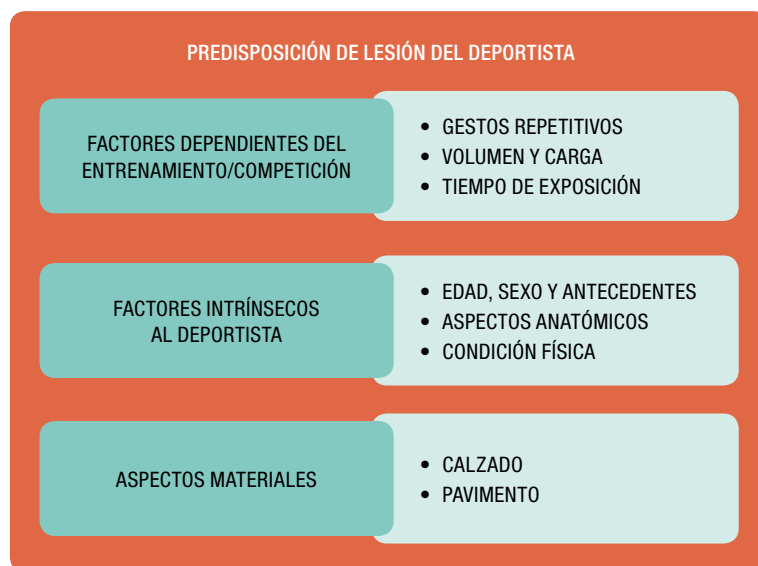 PREDISPOSICIÓN DE LESIÓN DEL DEPORTISTA
FACTORES DEPENDIENTES DEL
ENTRENAMIENTO/COMPETICIÓN
• GESTOS REPETITIVOS
• VOLUMEN Y CARGA
• TIEMPO DE EXPOSICIÓN
FACTORES INTRÍNSECOS
AL DEPORTISTA
• EDAD, SEXO Y ANTECEDENTES
• ASPECTOS ANATÓMICOS
• CONDICIÓN FÍSICA
ASPECTOS MATERIALES
• CALZADO
• PAVIMENTO